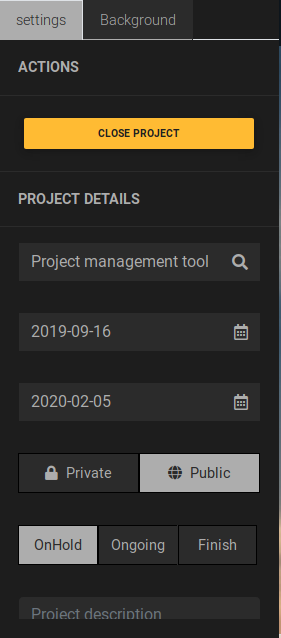 settings Background
ACTIONS
CLOSE PROJECT
PROJECT DETAILS
Project management tool
2019-09-16
2020-02-05
Private Public
OnHold Ongoing Finish
Project description